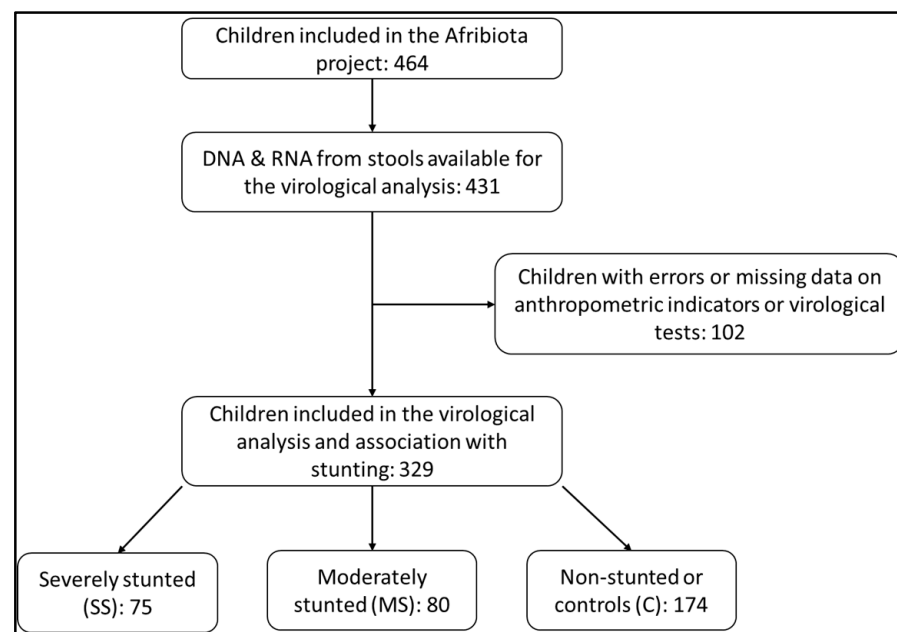 Children included in the Afribiota
project: 464
DNA & RNA from stools available for
the virological analysis: 431
Children with errors or missing data on
anthropometric indicators or virological
tests: 102
Children included in the virological
analysis and association with
stunting: 329
Severely stunted
(SS): 75
Moderately
stunted (MS): 80
Non-stunted or
controls (C): 174